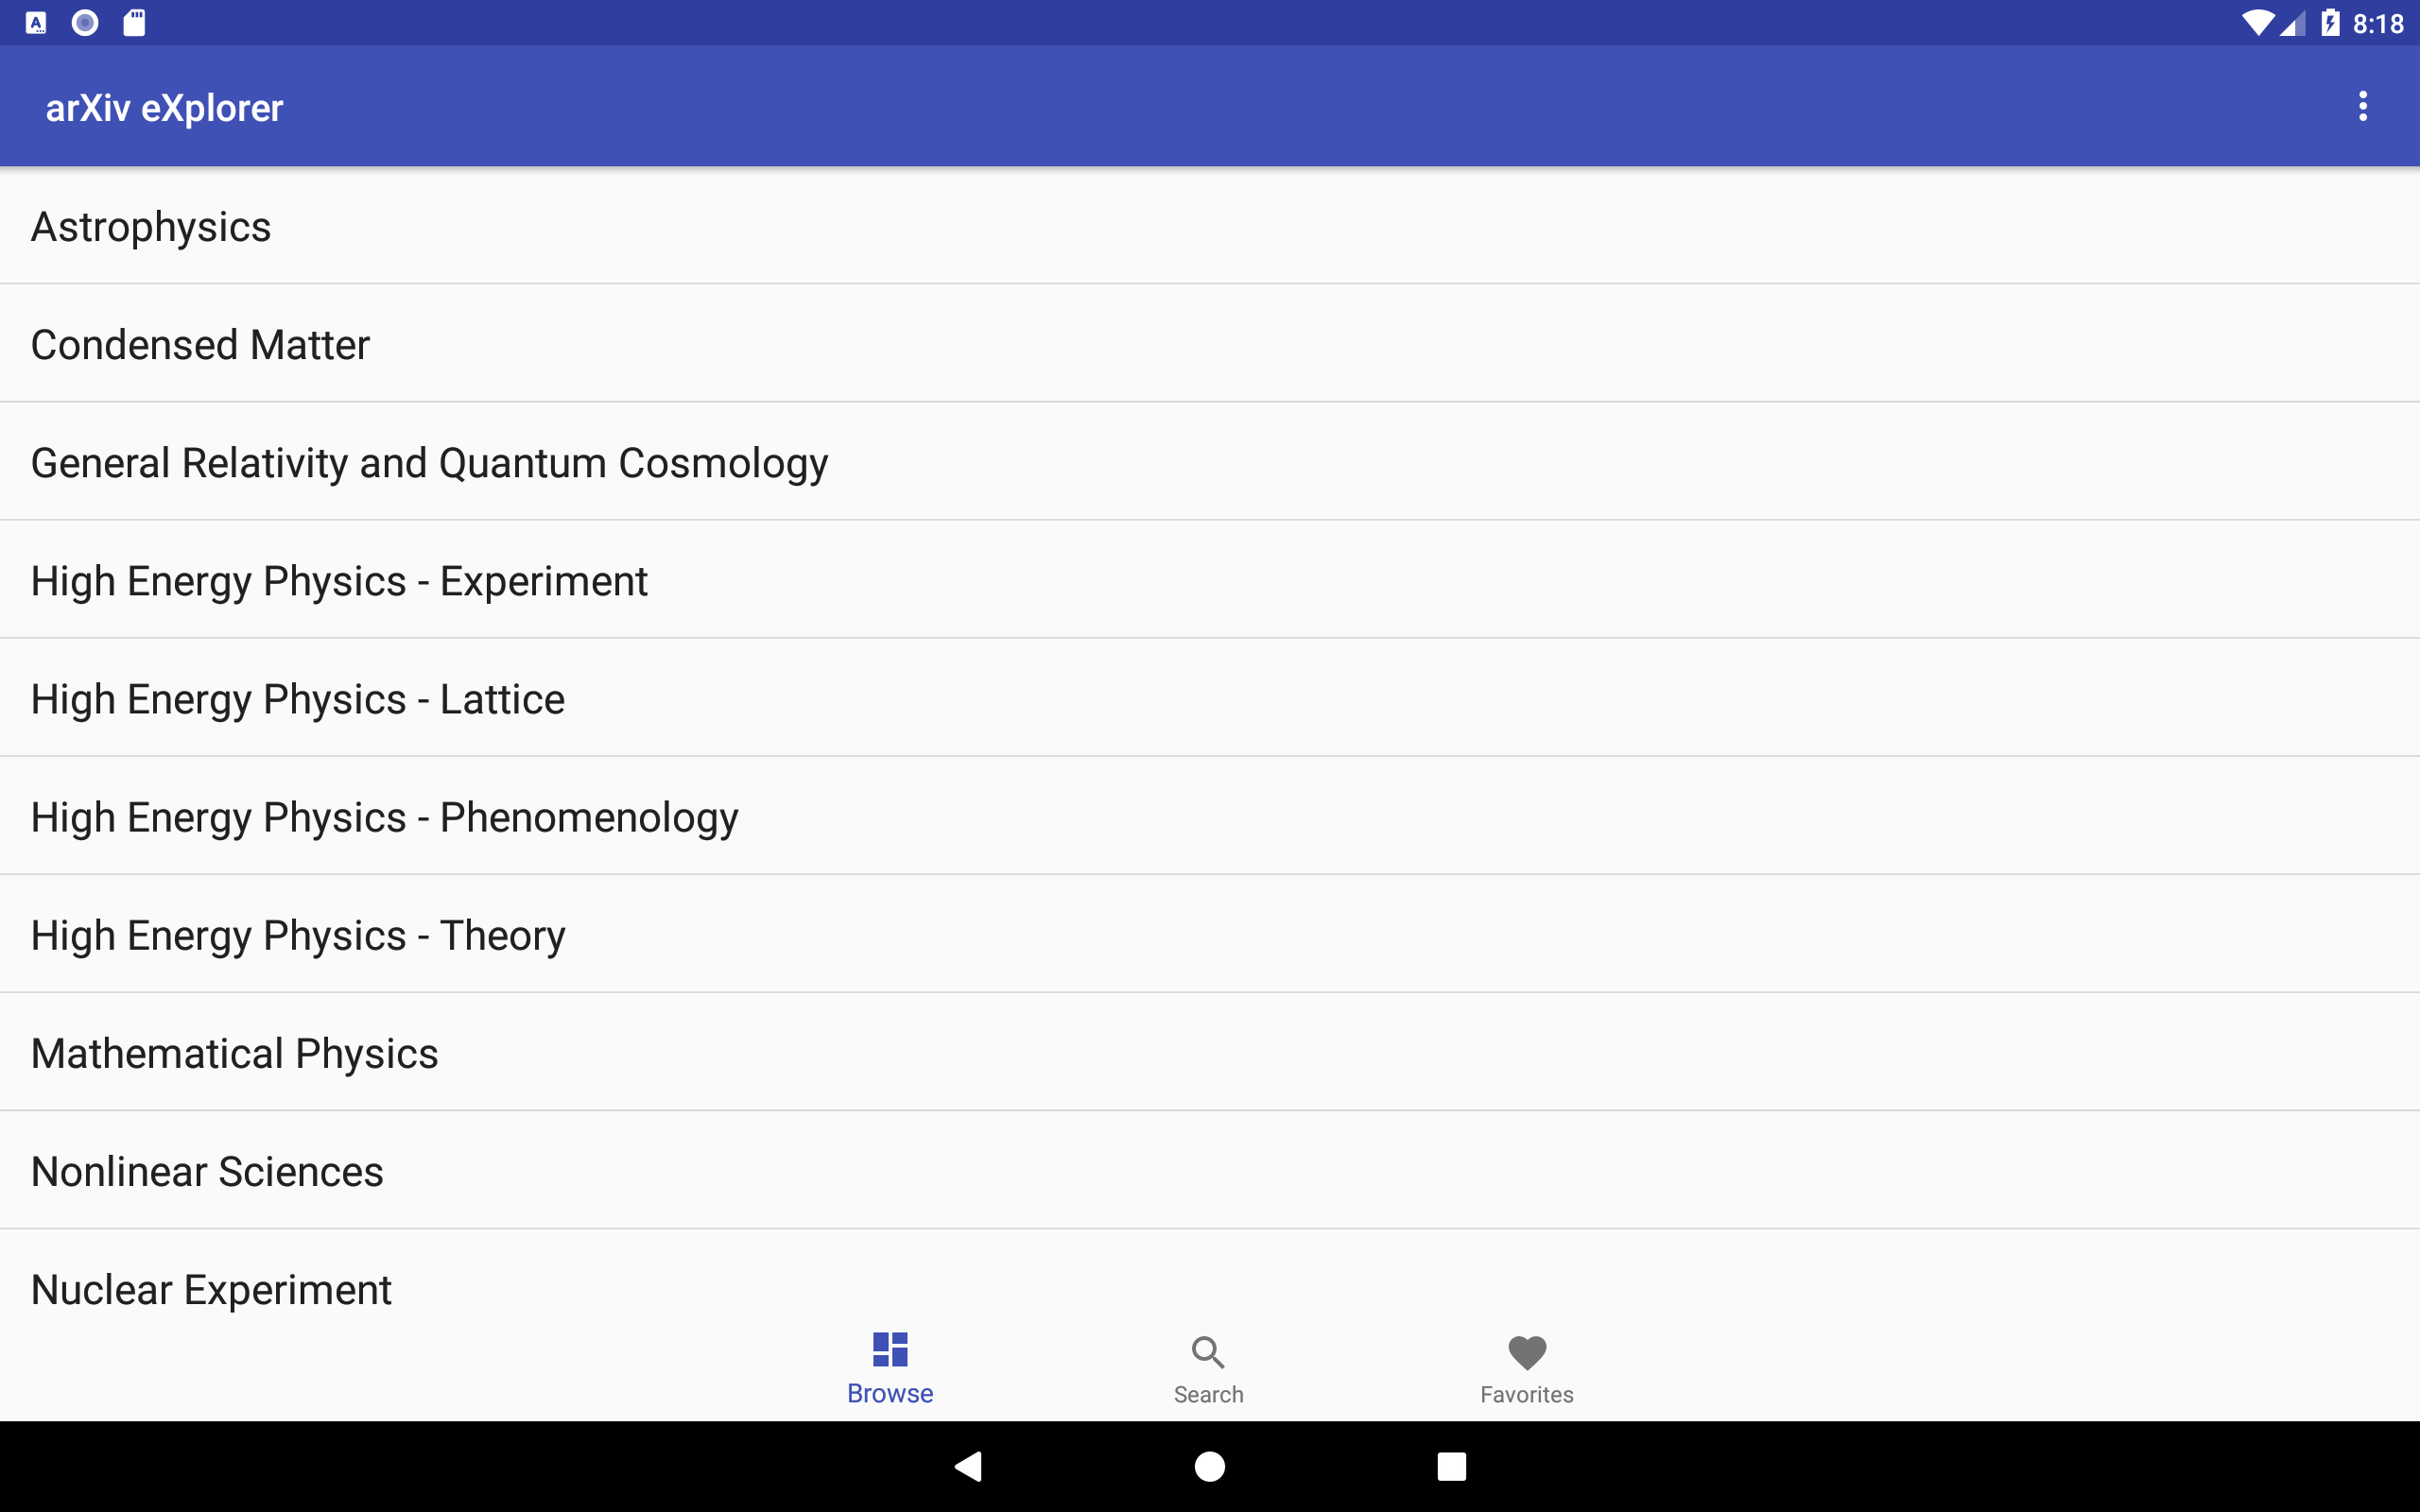 8:18
arXiv eXplorer
Astrophysics
Condensed Matter
General Relativity and Quantum Cosmology
High Energy Physics - Experiment
High Energy Physics - Lattice
High Energy Physics - Phenomenology
High Energy Physics - Theory
Mathematical Physics
Nonlinear Sciences
Nuclear Experiment
Browse
Search
Favorites